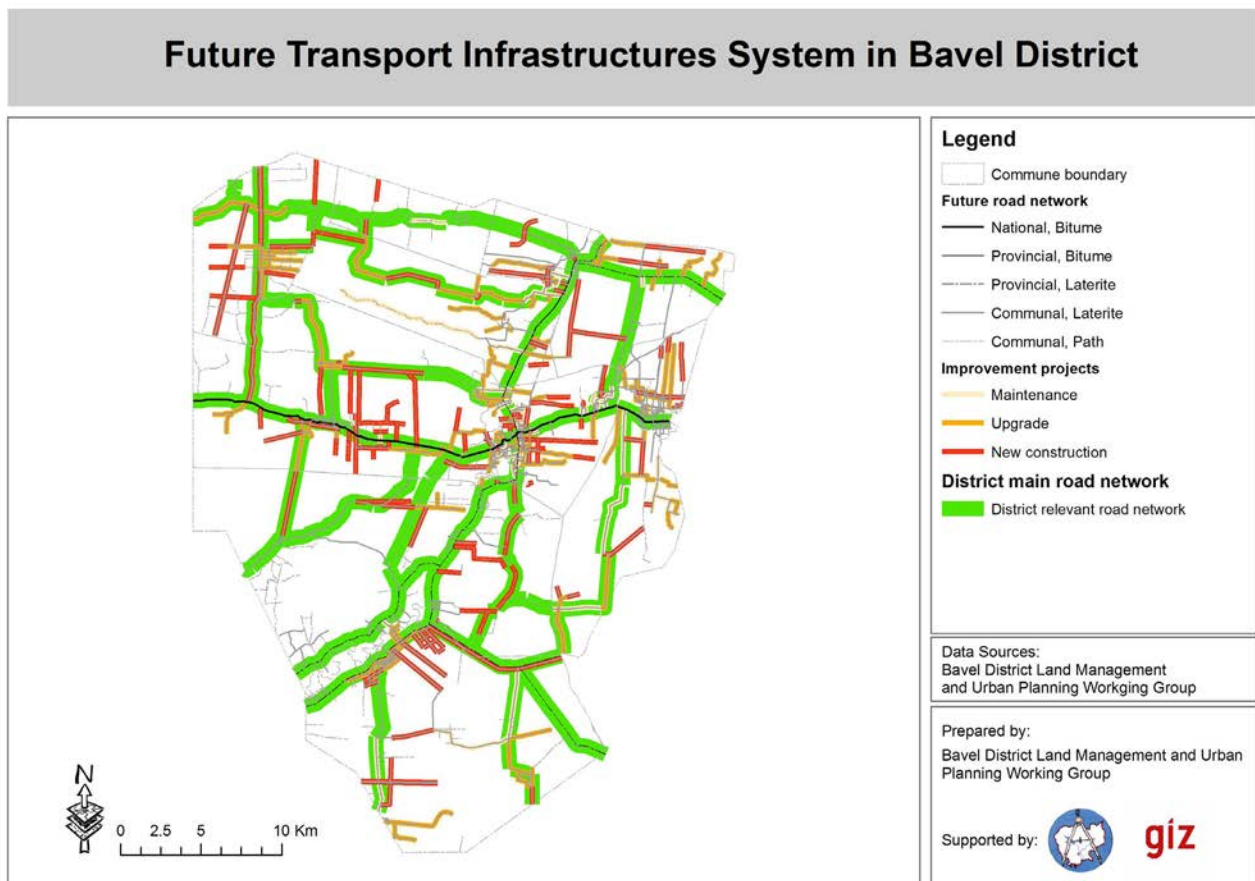 Future Transport Infrastructures System in Bavel District
Legend
Commune boundary
Future road network
National, Bitume
Provincial, Bitume
Provincial, Laterite
Communal, Laterite
Communal, Path
Improvement projects
Maintenance
Upgrade
New construction
District main road network
District relevant road network
Data Sources:
Bavel District Land Management
and Urban Planning Workging Group
Prepared by:
Bavel District Land Management and Urban
Planning Working Group
Supported by:
giz
N
0 2.5 5 10 Km